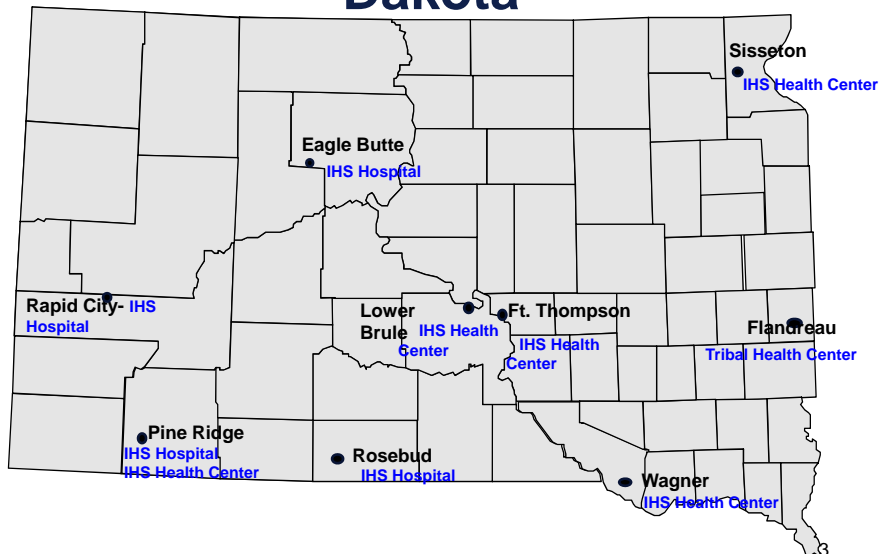 Dakota
Sisseton
IHS Health Center
Eagle Butte
IHS Hospital
Rapid City- IHS
Hospital
Lower
Brule
IHS Health
Center
Ft. Thompson
IHS Health
Center
Flandreau
Tribal Health Center
Pine Ridge
IHS Hospital
IHS Health Center
Rosebud
IHS Hospital
Wagner
IHS Health Center
3